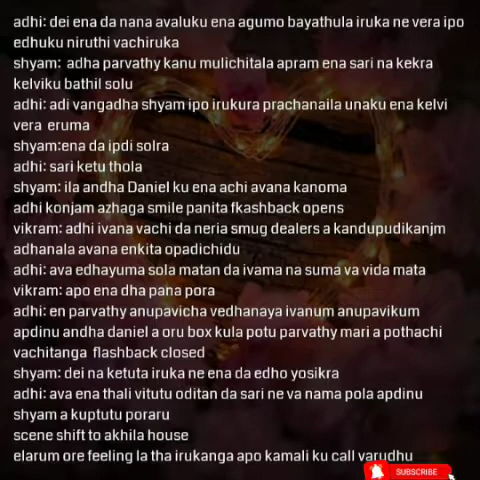 adhi: dei ena da nana avaluku ena agumo bayathula iruka ne vera ipo
edhuku niruthi vachiruka
shyam: adha parvathy kanu mulichitala apram ena sari na kekra
kelviku bathil solu
adhi: adi vangadha shyam ipo irukura prachanaila unaku ena kelvi
vera eruma
shyam:ena da ipdi solra
adhi: sari ketu thola
shyam: ila andha Daniel ku ena achi avana kanoma
adhi konjam azhaga smile panita fkashback opens
vikram: adhi ivana vachi da neria smug dealers a kandupudikanjm
adhanala avana enkita opadichidu
adhi: ava edhayuma sola matan da ivama na suma va vida mata
vikram: apo ena dha pana pora
adhi: en parvathy anupavicha vedhanaya ivanum anupavikum
apdinu andha daniel a oru box kula potu parvathy mari a pothachi
vachitanga flashback closed
shyam: dei na ketuta iruka ne ena da edho yosikra
adhi: ava ena thali vitutu oditan da sari ne va nama pola apdinu
shyam a kuptutu poraru
scene shift to akhila house
elarum ore feeling la tha irukanga apo kamali ku call varudhu
SUBSCRIBE